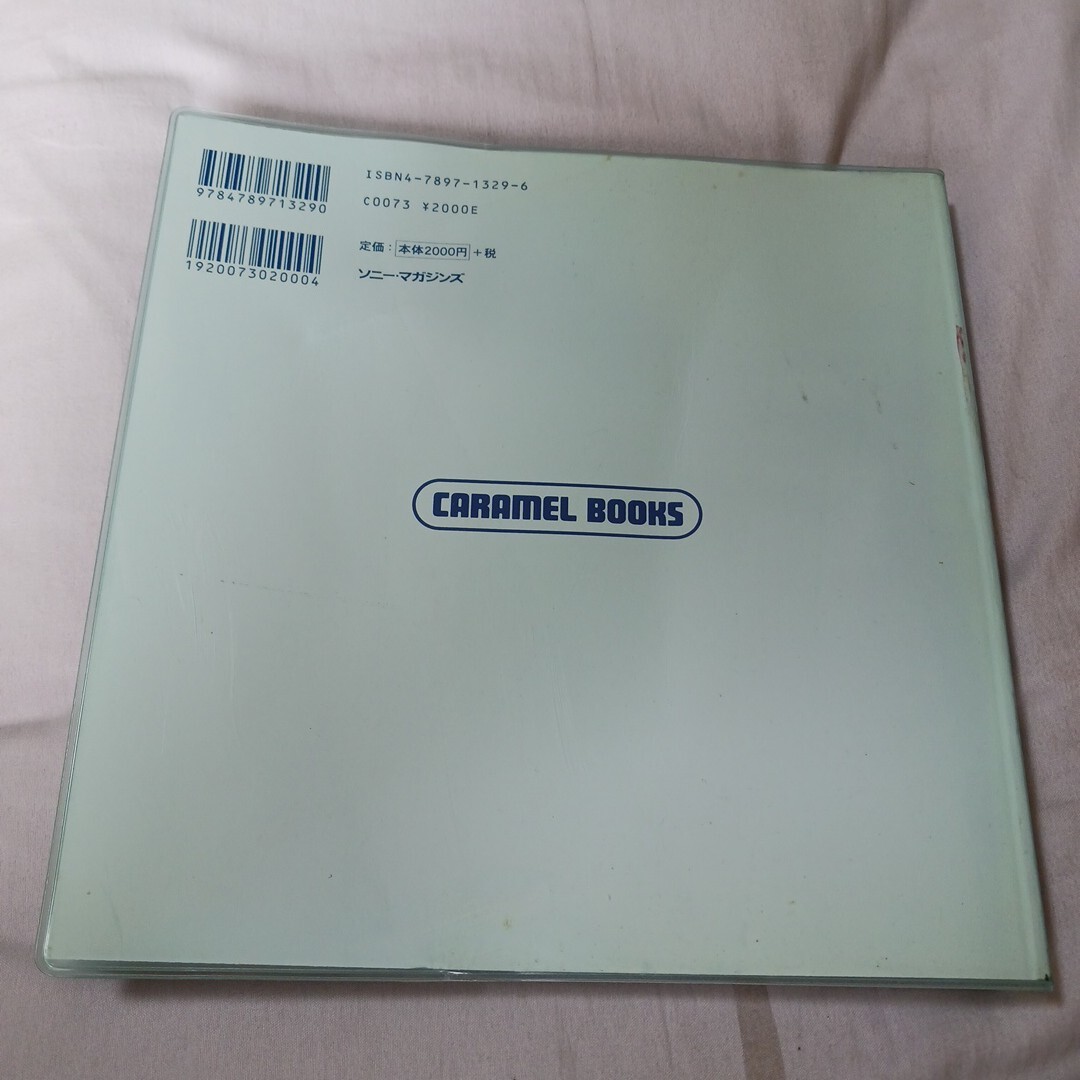 9784789713290
ISBN4-7897-1329-6
C0073 ¥2000E
1920073020004
定価:本体2000円+税
ソニー・マガジンズ
CARAMEL BOOKS